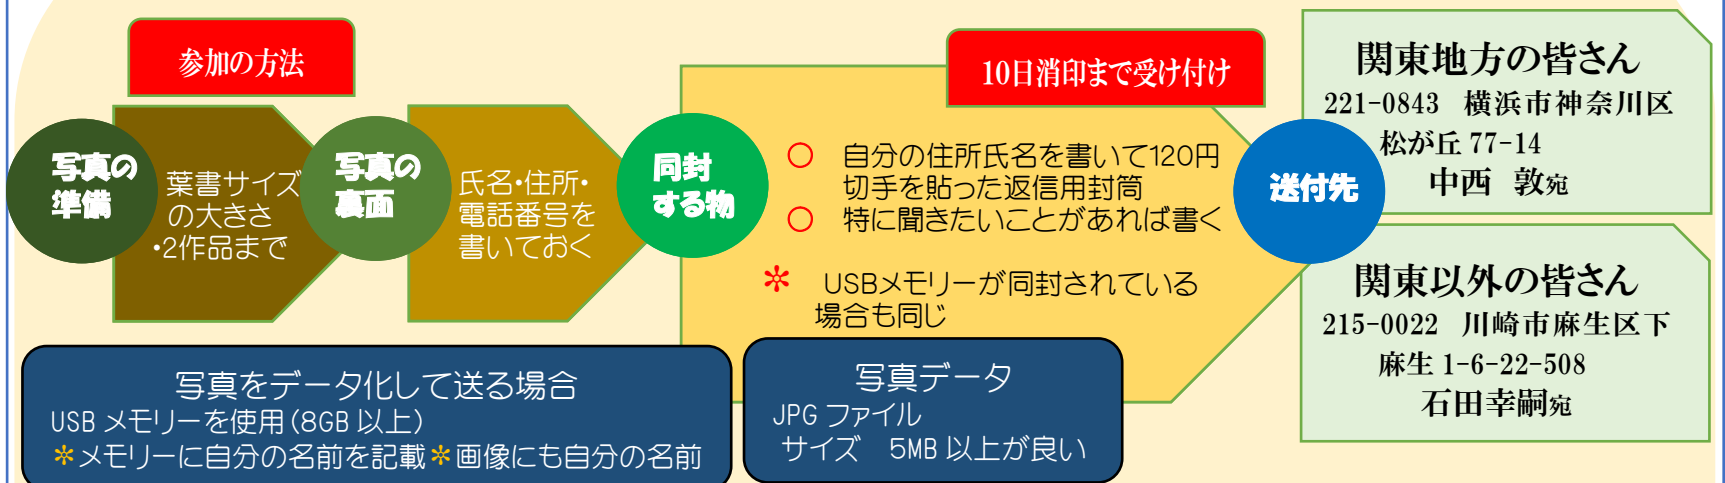 参加の方法
写真の
準備
葉書サイズ
の大きさ
・2作品まで
写真の
裏面
氏名・住所・
電話番号を
書いておく
同封
する物
10日消印まで受け付け
○ 自分の住所氏名を書いて120円
切手を貼った返信用封筒
○ 特に聞きたいことがあれば書く
＊ USBメモリーが同封されている
場合も同じ
送付先
関東地方の皆さん
221-0843 横浜市神奈川区
松が丘 77-14
中西 敦宛
関東以外の皆さん
215-0022 川崎市麻生区下
麻生 1-6-22-508
石田幸嗣宛
写真をデータ化して送る場合
USB メモリーを使用(8GB 以上)
＊メモリーに自分の名前を記載＊画像にも自分の名前
写真データ
JPG ファイル
サイズ 5MB 以上が良い